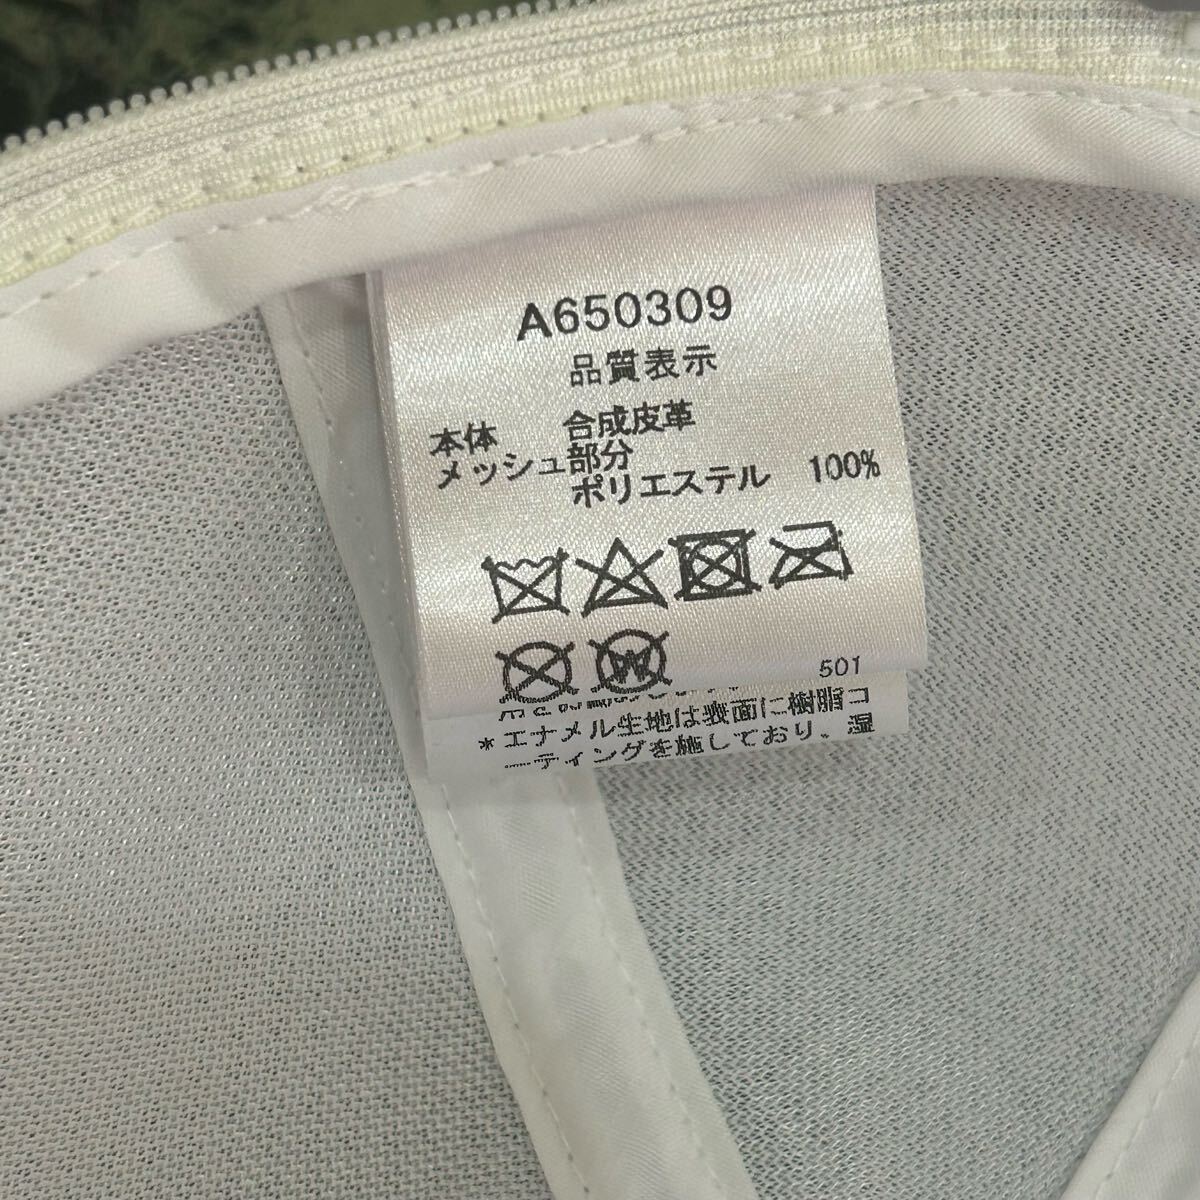 A650309
品質表示
本体 合成皮革
メッシュ部分
ポリエステル 100%
W
501
＊エナメル生地は表面に樹脂コ
ーティングを施しており、湿